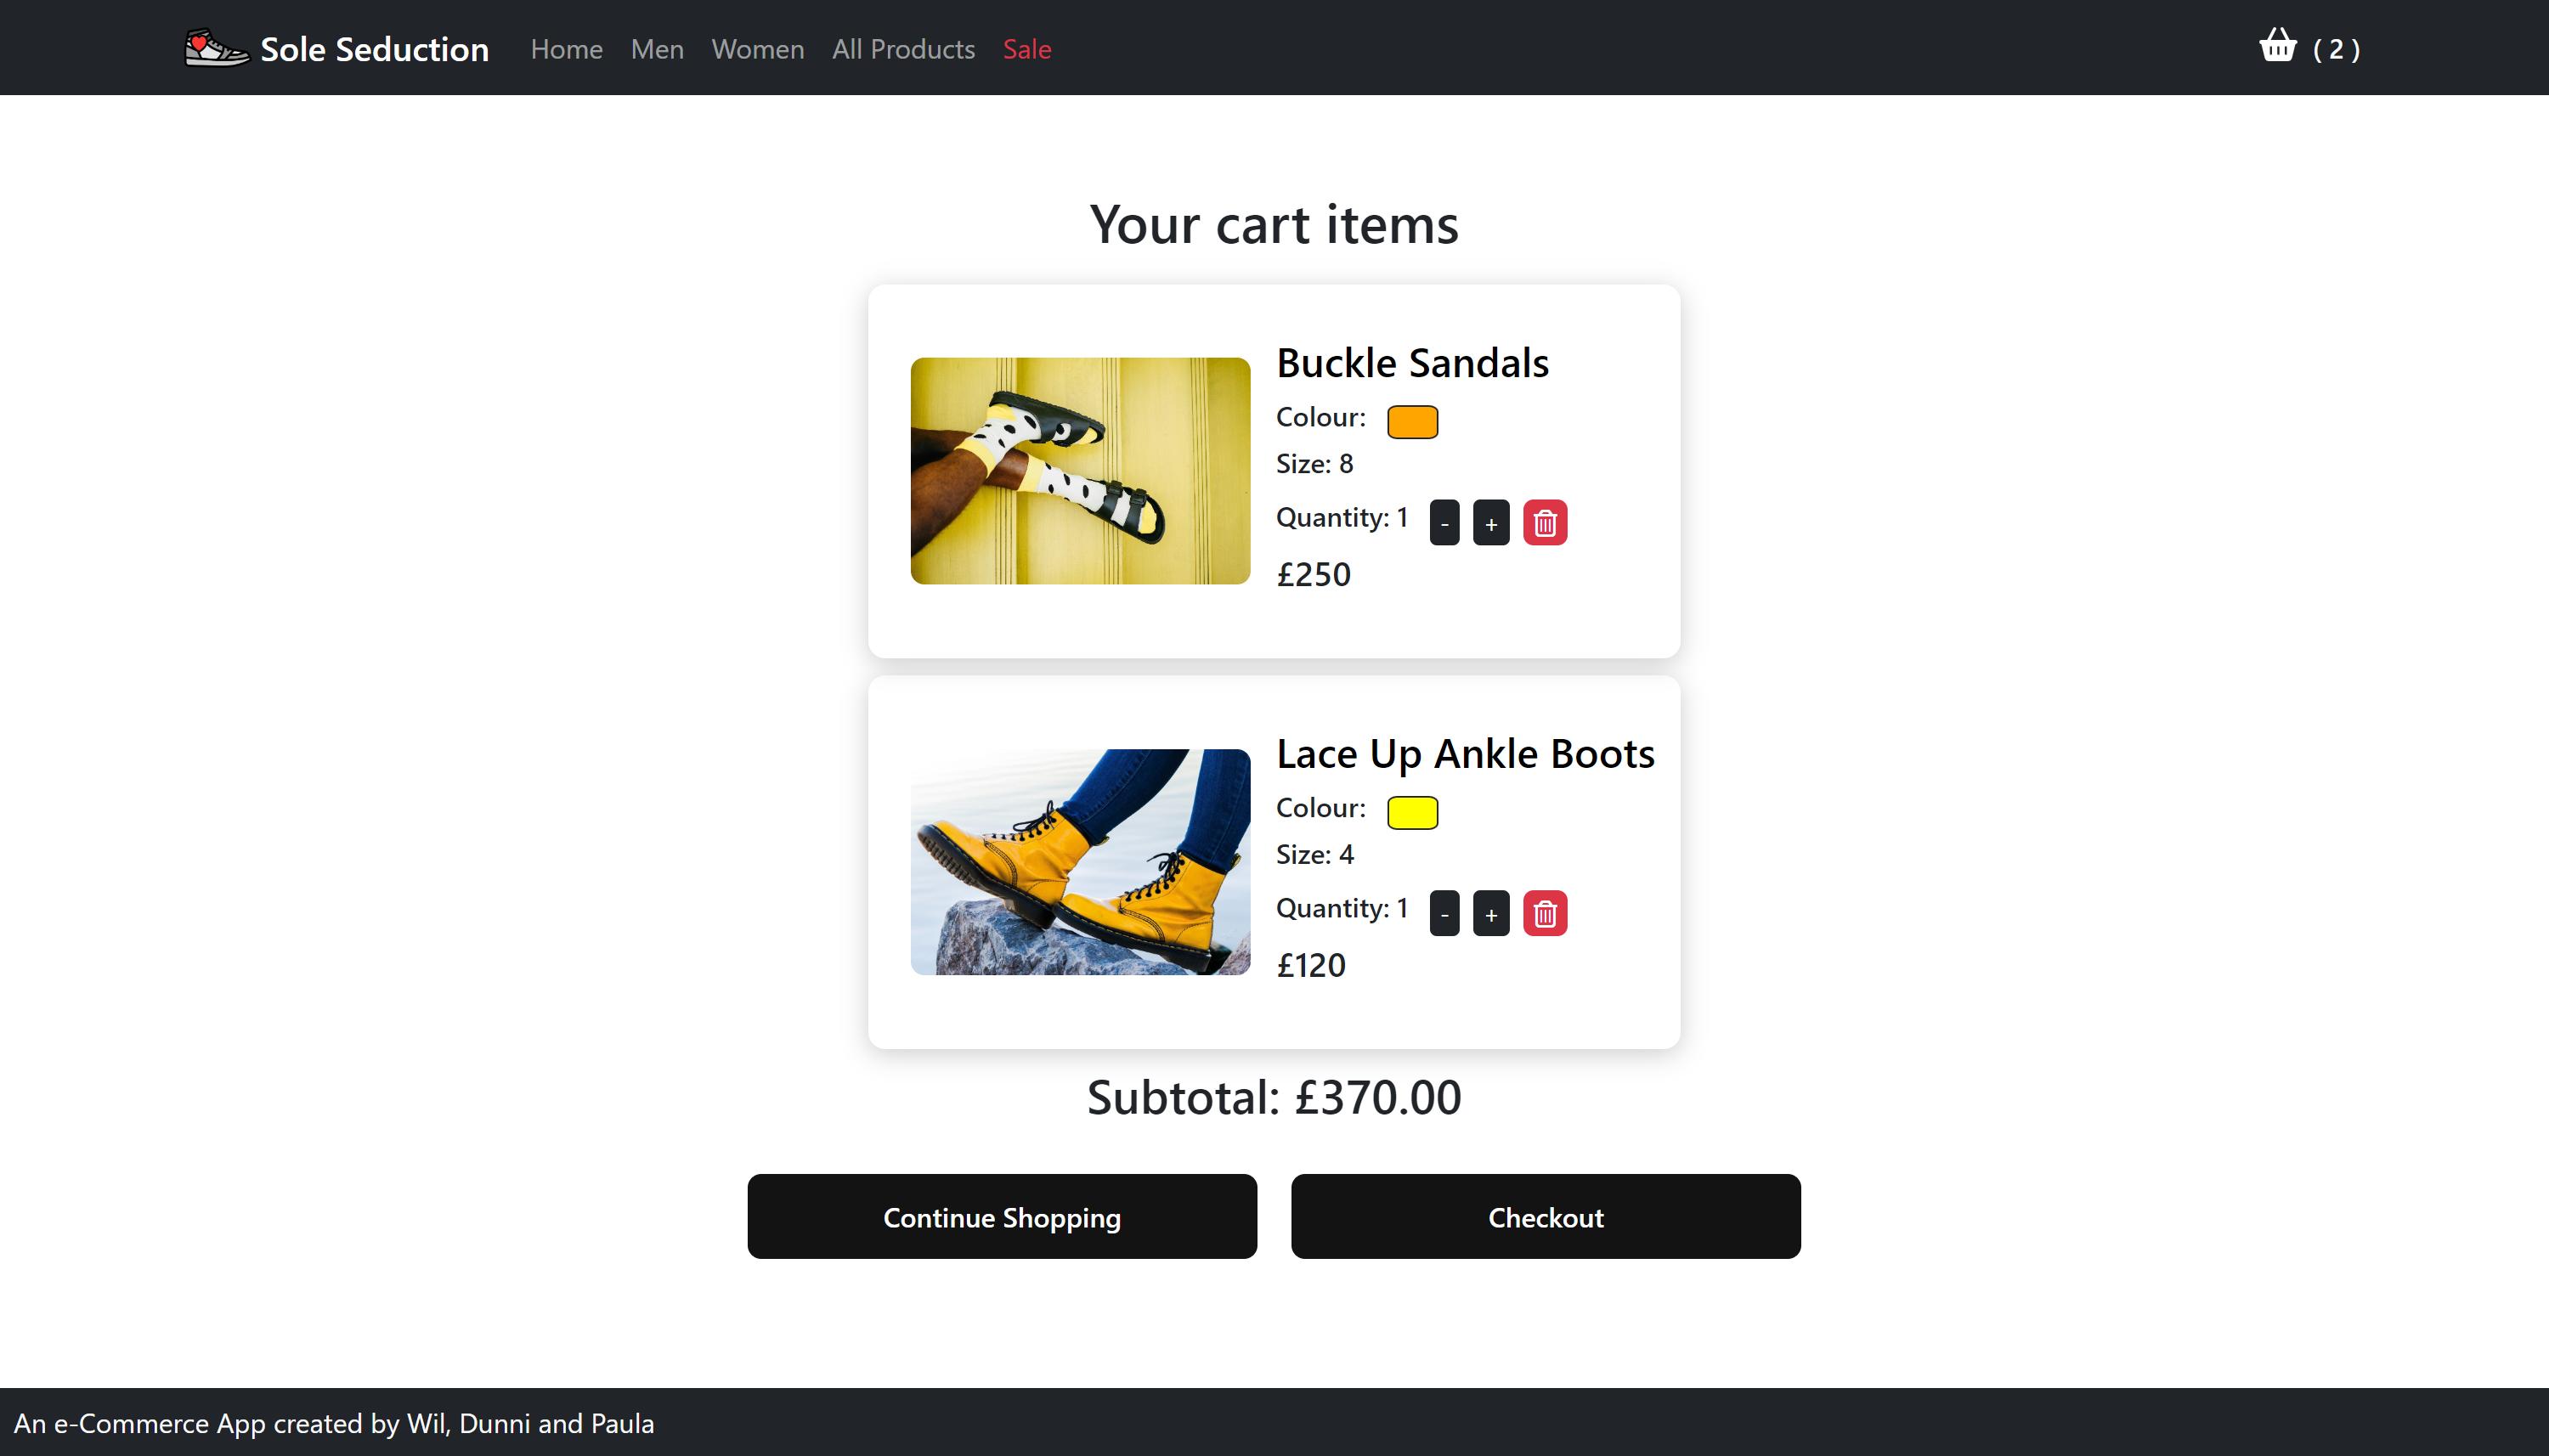 Sole Seduction Home Men Women All Products Sale ( 2 )
Your cart items
Buckle Sandals
Colour:
Size: 8
Quantity: 1 - +
£250
Lace Up Ankle Boots
Colour:
Size: 4
Quantity: 1 - +
£120
Subtotal: £370.00
Continue Shopping Checkout
An e-Commerce App created by Wil, Dunni and Paula